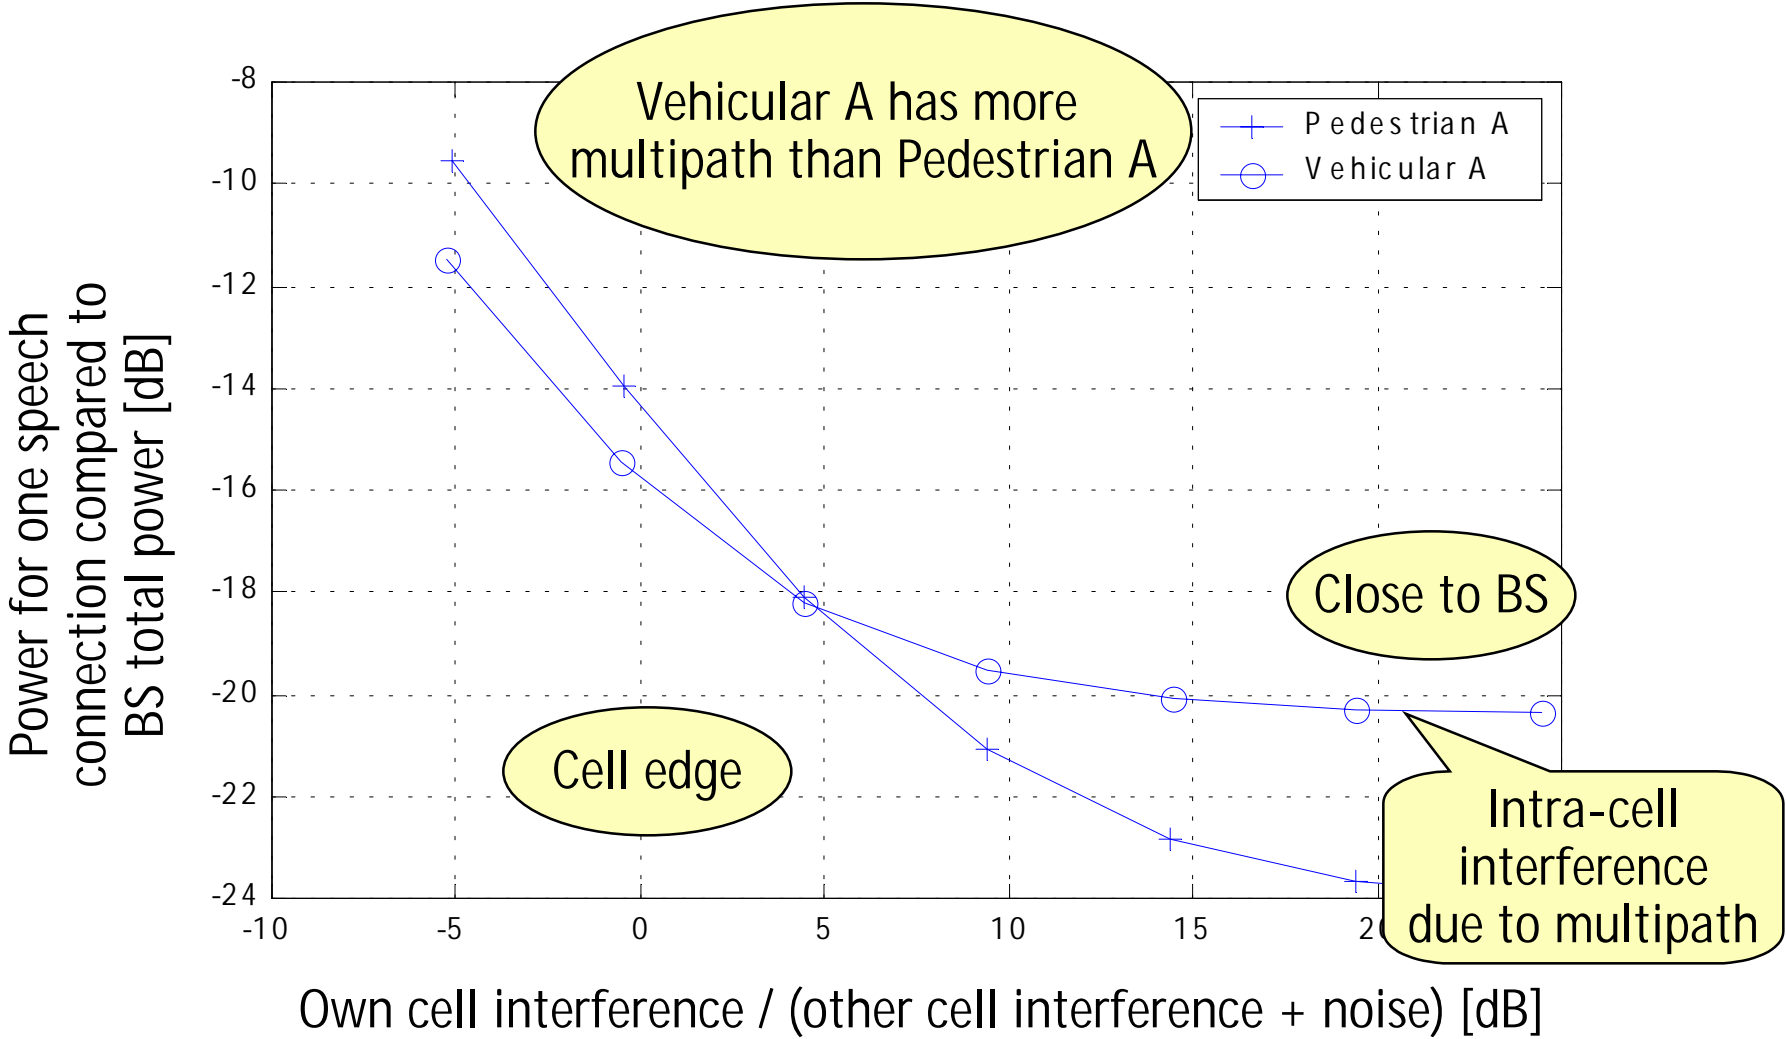 Vehicular A has more
multipath than Pedestrian A
Pedestrian A
Vehicular A
-8
-10
-12
-14
-16
-18
-20
-22
-24
Power for one speech
connection compared to
BS total power [dB]
Close to BS
Cell edge
Intra-cell
interference
due to multipath
-10 -5 0 5 10 15
Own cell interference / (other cell interference + noise) [dB]